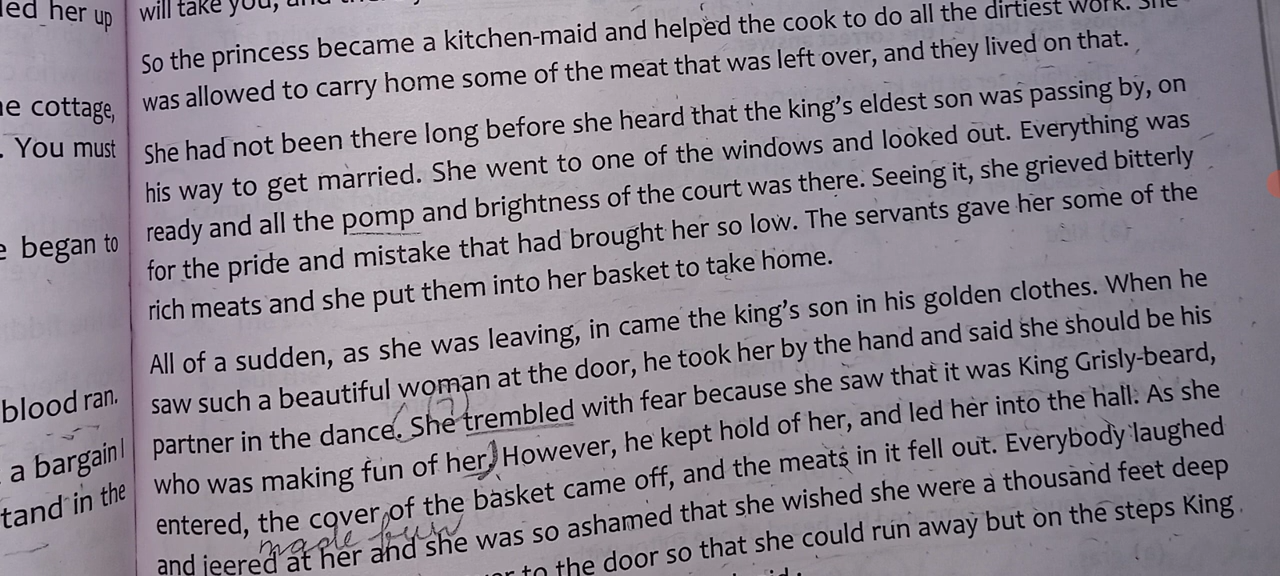 led her up
ne cottage,
. You must
e began to
blood ran.
a bargain!
tand in the
will take you,
So the princess became a kitchen-maid and helped the cook to do all the dirtiest work. She
was allowed to carry home some of the meat that was left over, and they lived on that.
She had not been there long before she heard that the king's eldest son was passing by, on
his way to get married. She went to one of the windows and looked out. Everything was
ready and all the pomp and brightness of the court was there. Seeing it, she grieved bitterly
for the pride and mistake that had brought her so low. The servants gave her some of the
rich meats and she put them into her basket to take home.
All of a sudden, as she was leaving, in came the king's son in his golden clothes. When he
saw such a beautiful woman at the door, he took her by the hand and said she should be his
partner in the dance. She trembled with fear because she saw that it was King Grisly-beard,
who was making fun of her. However, he kept hold of her, and led her into the hall. As she
entered, the cover of the basket came off, and the meats in it fell out. Everybody laughed
made fun
and jeered at her and she was so ashamed that she wished she were a thousand feet deep
to the door so that she could run away but on the steps King